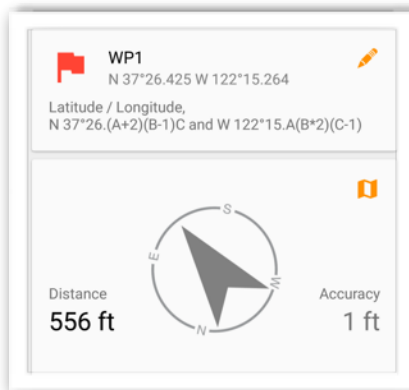 WP1
N 37°26.425 W 122°15.264
Latitude / Longitude,
N 37°26.(A+2)(B-1)C and W 122°15.A(B*2)(C-1)
S
E
W
N
Distance
556 ft
Accuracy
1 ft